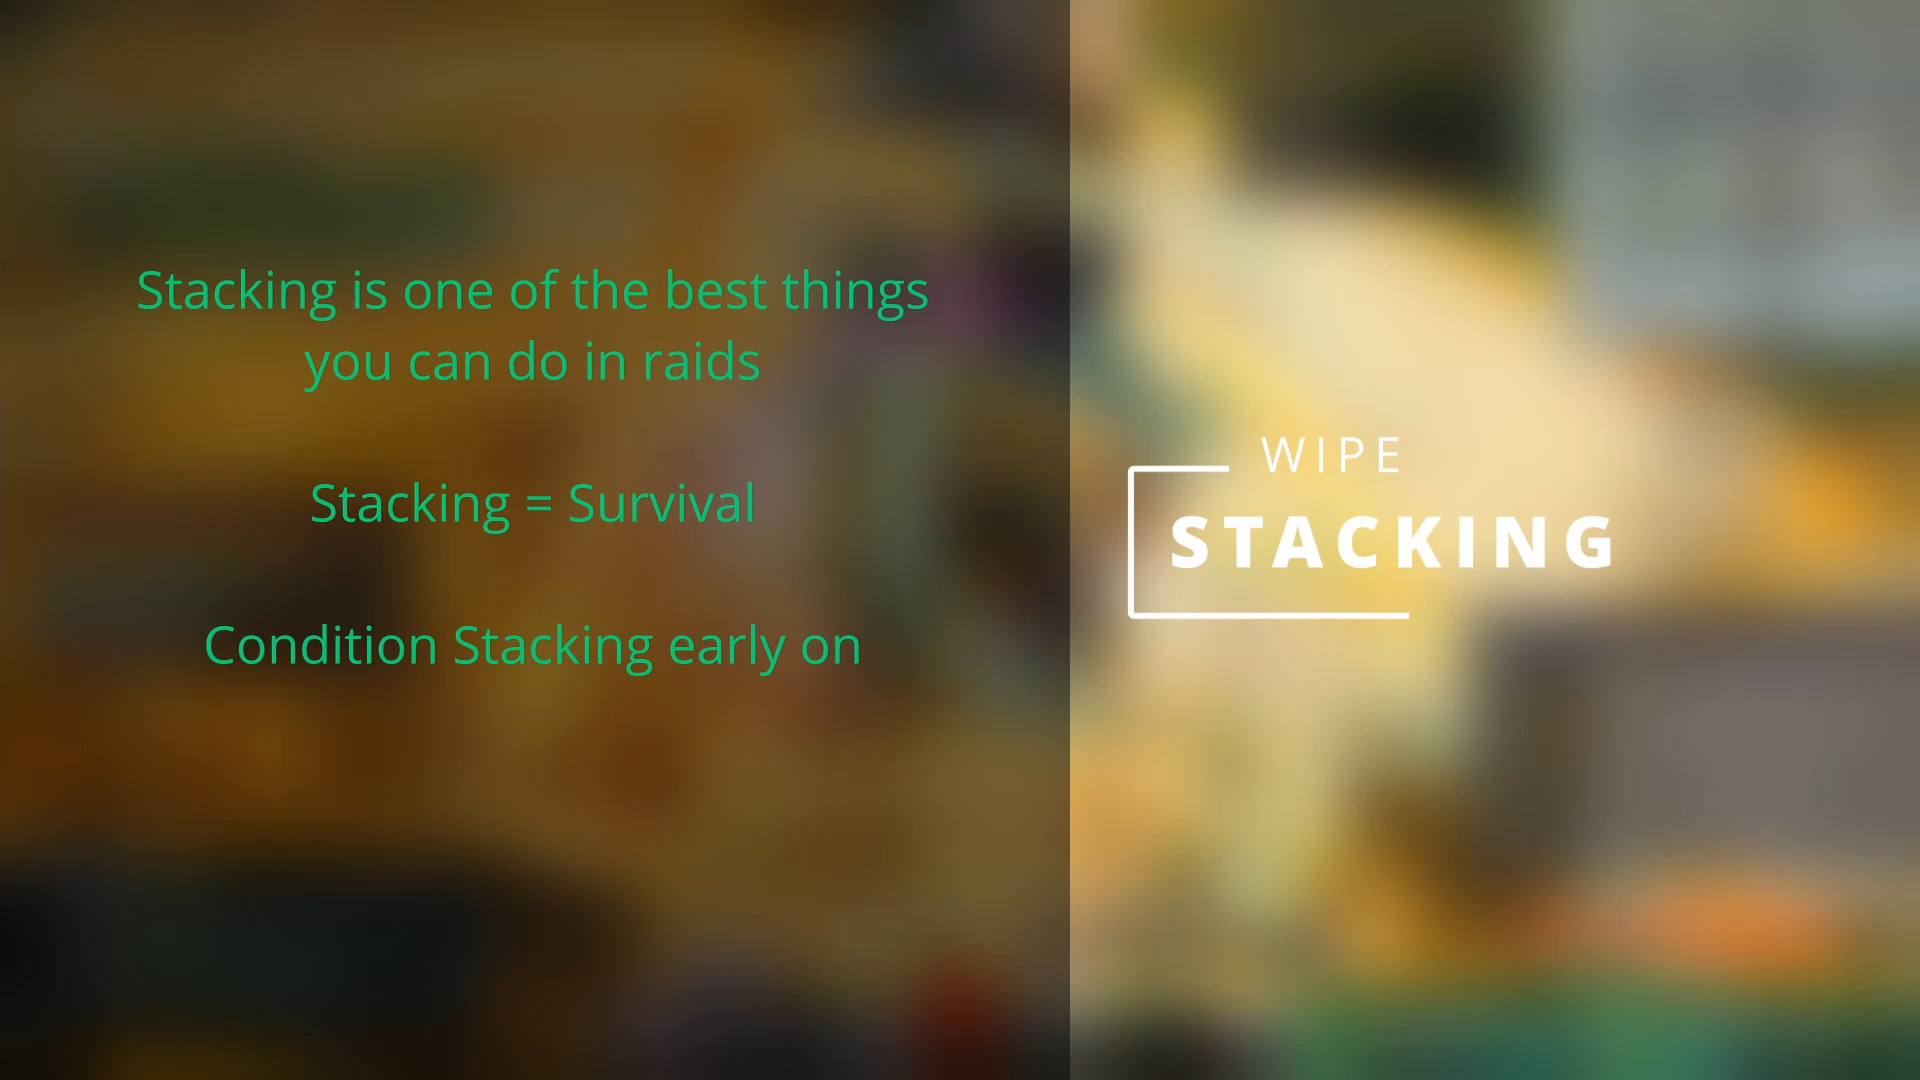 Stacking is one of the best things
you can do in raids
Stacking = Survival
Condition Stacking early on
WIPE
STACKING